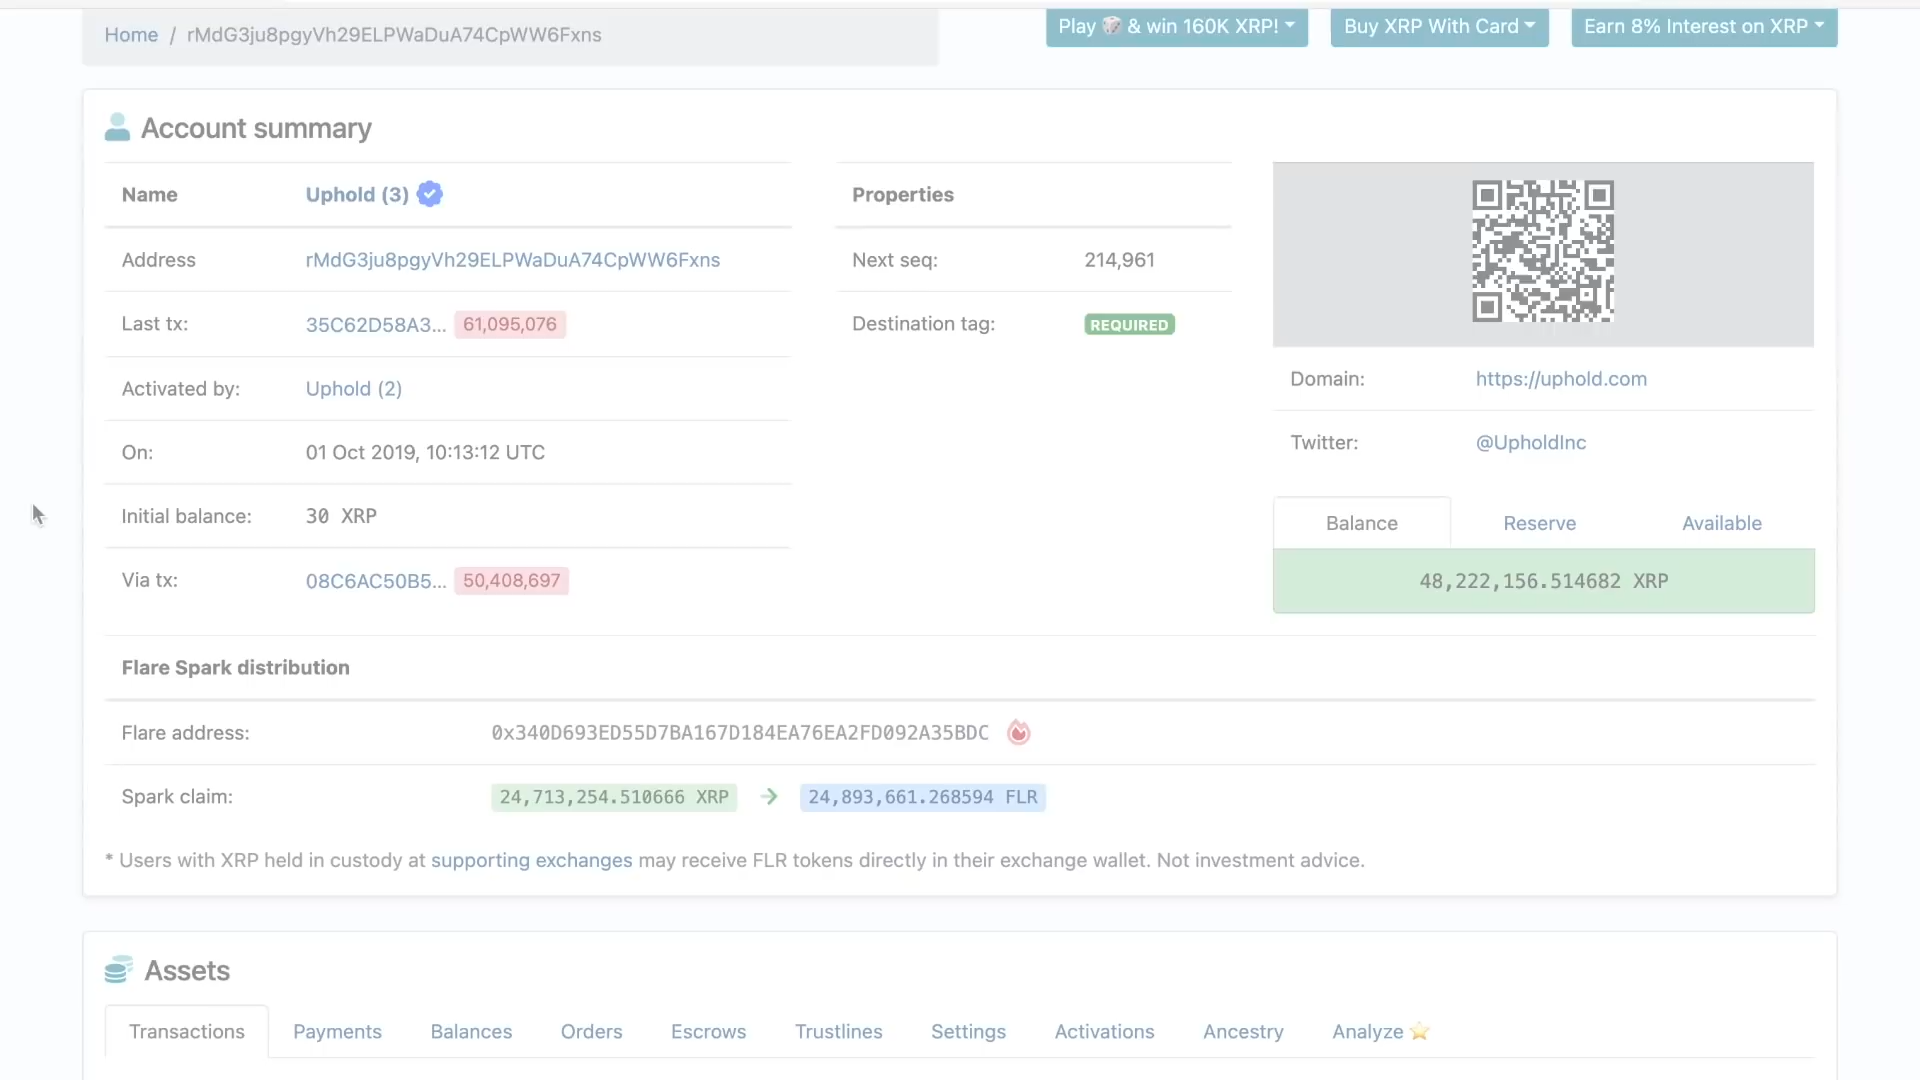 Home / rMdG3ju8pgyVh29ELPWaDuA74CpWW6Fxns
Play 🎲 & win 160K XRP!
Buy XRP With Card
Earn 8% Interest on XRP
Account summary
Name Uphold (3)
Address rMdG3ju8pgyVh29ELPWaDuA74CpWW6Fxns
Last tx: 35C62D58A3... 61,095,076
Activated by: Uphold (2)
On: 01 Oct 2019, 10:13:12 UTC
Initial balance: 30 XRP
Via tx: 08C6AC50B5... 50,408,697
Properties
Next seq: 214,961
Destination tag: REQUIRED
Domain: https://uphold.com
Twitter: @UpholdInc
Balance Reserve Available
48,222,156.514682 XRP
Flare Spark distribution
Flare address: 0x340D693ED55D7BA167D184EA76EA2FD092A35BDC
Spark claim: 24,713,254.510666 XRP → 24,893,661.268594 FLR
* Users with XRP held in custody at supporting exchanges may receive FLR tokens directly in their exchange wallet. Not investment advice.
Assets
Transactions Payments Balances Orders Escrows Trustlines Settings Activations Ancestry Analyze ⭐